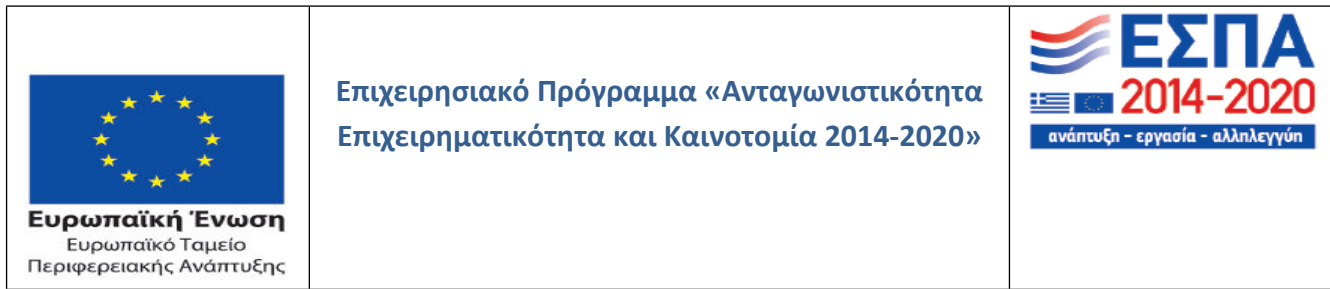 Ευρωπαϊκή Ένωση
Ευρωπαϊκό Ταμείο
Περιφερειακής Ανάπτυξης
Επιχειρησιακό Πρόγραμμα «Ανταγωνιστικότητα
Επιχειρηματικότητα και Καινοτομία 2014-2020»
ΕΣΠΑ
2014-2020
ανάπτυξη - εργασία - αλληλεγγύη